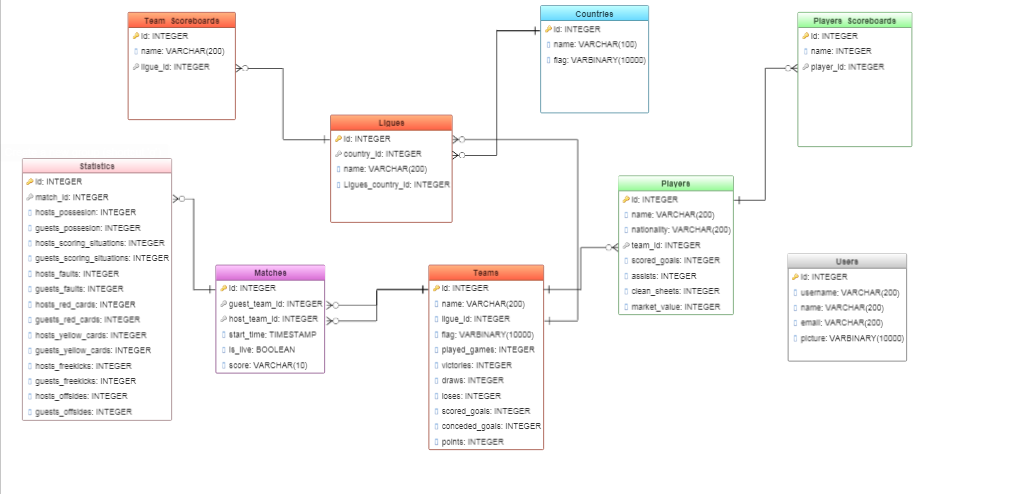 Team_Scoreboards
id: INTEGER
name: VARCHAR(200)
ligue_id: INTEGER
Countries
id: INTEGER
name: VARCHAR(100)
flag: VARBINARY(10000)
Players_Scoreboards
id: INTEGER
name: INTEGER
player_id: INTEGER
Ligues
id: INTEGER
country_id: INTEGER
name: VARCHAR(200)
Ligues_country_id: INTEGER
Statistics
id: INTEGER
match_id: INTEGER
hosts_possesion: INTEGER
guests_possesion: INTEGER
hosts_scoring_situations: INTEGER
guests_scoring_situations: INTEGER
hosts_faults: INTEGER
guests_faults: INTEGER
hosts_red_cards: INTEGER
guests_red_cards: INTEGER
hosts_yellow_cards: INTEGER
guests_yellow_cards: INTEGER
hosts_freekicks: INTEGER
guests_freekicks: INTEGER
hosts_offsides: INTEGER
guests_offsides: INTEGER
Matches
id: INTEGER
guest_team_id: INTEGER
host_team_id: INTEGER
start_time: TIMESTAMP
is_live: BOOLEAN
score: VARCHAR(10)
Teams
id: INTEGER
name: VARCHAR(200)
ligue_id: INTEGER
flag: VARBINARY(10000)
played_games: INTEGER
victories: INTEGER
draws: INTEGER
loses: INTEGER
scored_goals: INTEGER
conceded_goals: INTEGER
points: INTEGER
Players
id: INTEGER
name: VARCHAR(200)
nationality: VARCHAR(200)
team_id: INTEGER
scored_goals: INTEGER
assists: INTEGER
clean_sheets: INTEGER
market_value: INTEGER
Users
id: INTEGER
username: VARCHAR(200)
name: VARCHAR(200)
email: VARCHAR(200)
picture: VARBINARY(10000)